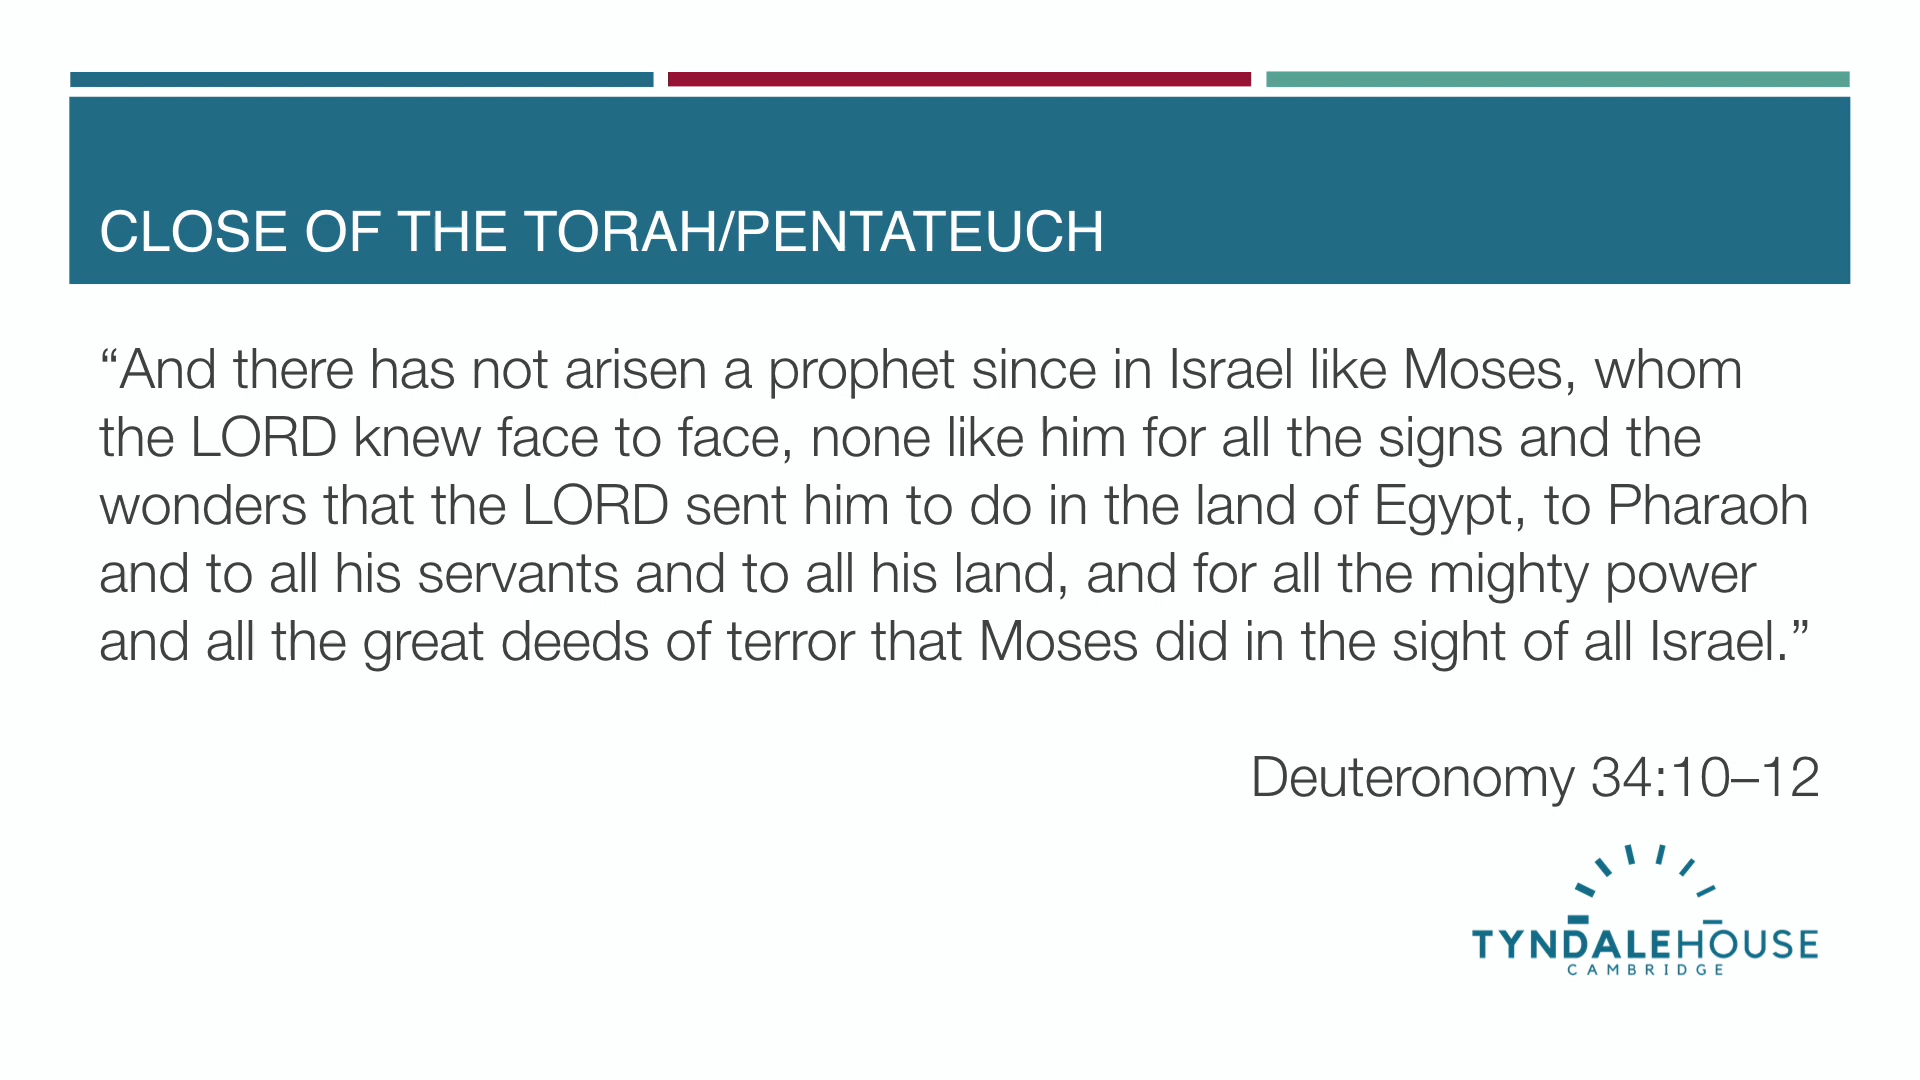 CLOSE OF THE TORAH/PENTATEUCH
“And there has not arisen a prophet since in Israel like Moses, whom
the LORD knew face to face, none like him for all the signs and the
wonders that the LORD sent him to do in the land of Egypt, to Pharaoh
and to all his servants and to all his land, and for all the mighty power
and all the great deeds of terror that Moses did in the sight of all Israel.”
Deuteronomy 34:10–12
TYNDALEHOUSE
CAMBRIDGE